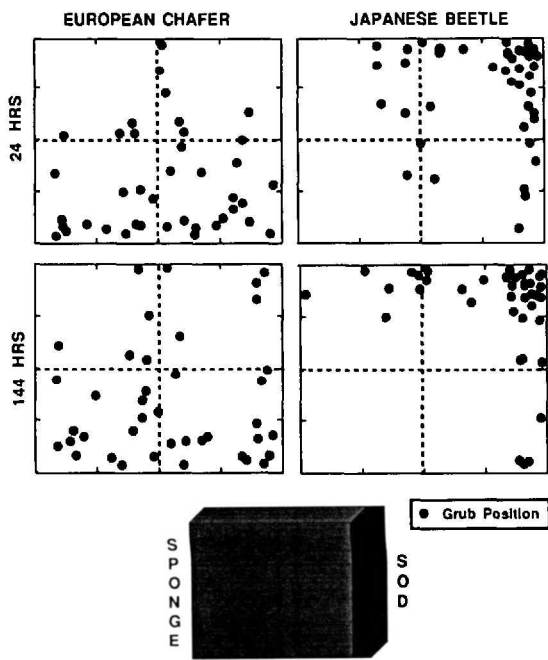 EUROPEAN CHAFER
JAPANESE BEETLE
24 HRS
144 HRS
Grub Position
SPONGE
SOD